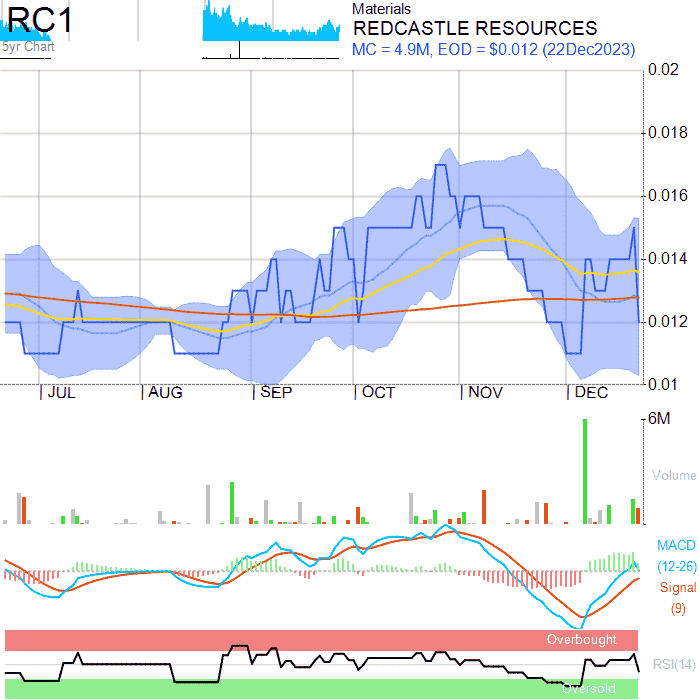 RC1
5yr Chart
Materials
REDCASTLE RESOURCES
MC = 4.9M, EOD = $0.012 (22Dec2023)
0.02
0.018
0.016
0.014
0.012
0.01
JUL AUG SEP OCT NOV DEC
6M
Volume
MACD
(12-26)
Signal
(9)
Overbought
RSI(14)
Oversold